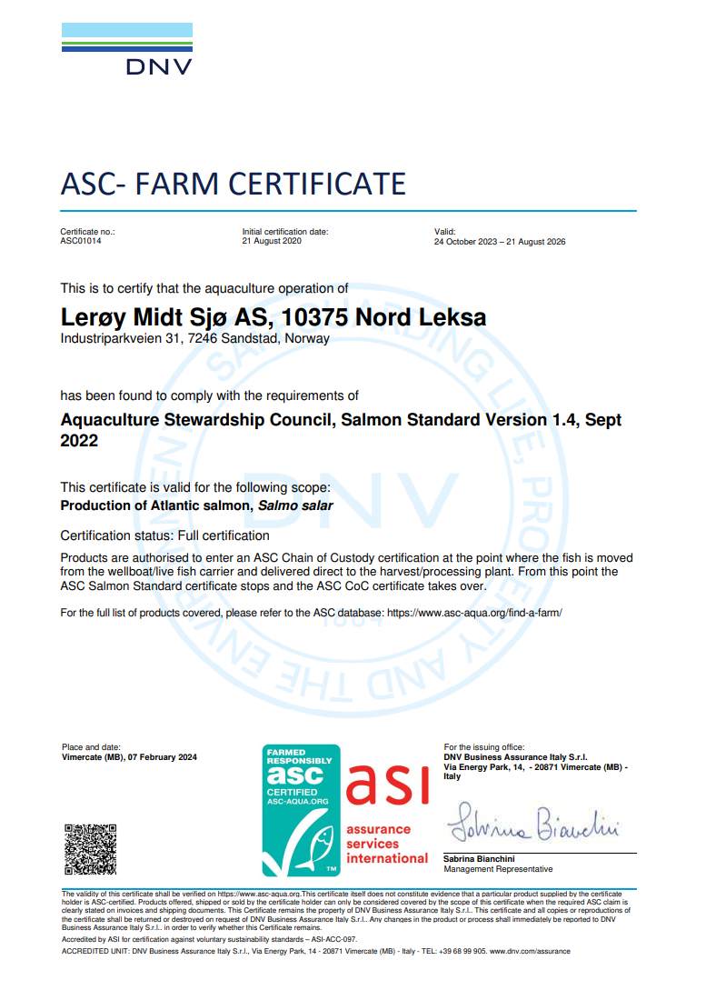 DNV
ASC- FARM CERTIFICATE
Certificate no.:
ASC01014
Initial certification date:
21 August 2020
Valid:
24 October 2023 – 21 August 2026
This is to certify that the aquaculture operation of
Lerøy Midt Sjø AS, 10375 Nord Leksa
Industriparkveien 31, 7246 Sandstad, Norway
has been found to comply with the requirements of
Aquaculture Stewardship Council, Salmon Standard Version 1.4, Sept
2022
This certificate is valid for the following scope:
Production of Atlantic salmon, Salmo salar
Certification status: Full certification
Products are authorised to enter an ASC Chain of Custody certification at the point where the fish is moved
from the wellboat/live fish carrier and delivered direct to the harvest/processing plant. From this point the
ASC Salmon Standard certificate stops and the ASC CoC certificate takes over.
For the full list of products covered, please refer to the ASC database: https://www.asc-aqua.org/find-a-farm/
SAFEGUARDING LIFE, PROPERTY AND THE ENVIRONMENT
DNV
1864
Place and date:
Vimercate (MB), 07 February 2024
FARMED
RESPONSIBLY
asc
CERTIFIED
ASC-AQUA.ORG
TM
asi
assurance
services
international
For the issuing office:
DNV Business Assurance Italy S.r.l.
Via Energy Park, 14, - 20871 Vimercate (MB) -
Italy
Sabrina Bianchini
Sabrina Bianchini
Management Representative
The validity of this certificate shall be verified on https://www.asc-aqua.org.This certificate itself does not constitute evidence that a particular product supplied by the certificate
holder is ASC-certified. Products offered, shipped or sold by the certificate holder can only be considered covered by the scope of this certificate when the required ASC claim is
clearly stated on invoices and shipping documents. This Certificate remains the property of DNV Business Assurance Italy S.r.l.. This certificate and all copies or reproductions of
the certificate shall be returned or destroyed on request of DNV Business Assurance Italy S.r.l.. Any changes in the product or process shall immediately be reported to DNV
Business Assurance Italy S.r.l.. in order to verify whether this Certificate remains.
Accredited by ASI for certification against voluntary sustainability standards – ASI-ACC-097.
ACCREDITED UNIT: DNV Business Assurance Italy S.r.l., Via Energy Park, 14 - 20871 Vimercate (MB) - Italy - TEL: +39 68 99 905. www.dnv.com/assurance